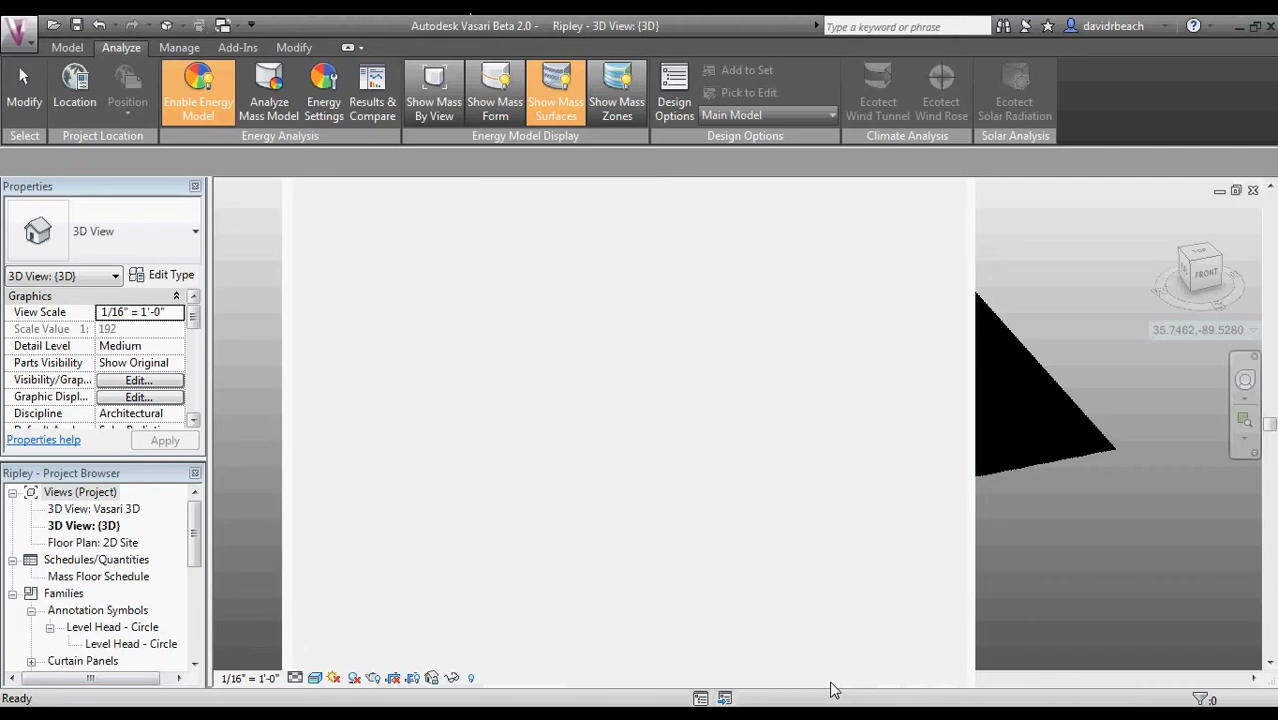 Autodesk Vasari Beta 2.0 - Ripley - 3D View: {3D}
Type a keyword or phrase
davidrbeach
Model Analyze Manage Add-Ins Modify
Modify
Location
Position
Enable Energy Model
Analyze Mass Model
Energy Settings
Results & Compare
Show Mass By View
Show Mass Form
Show Mass Surfaces
Show Mass Zones
Design Options
Add to Set
Pick to Edit
Main Model
Ecotect Wind Tunnel
Ecotect Wind Rose
Ecotect Solar Radiation
Select Project Location Energy Analysis Energy Model Display Design Options Climate Analysis Solar Analysis
Properties
3D View
3D View: {3D} Edit Type
Graphics
View Scale 1/16" = 1'-0"
Scale Value 1: 192
Detail Level Medium
Parts Visibility Show Original
Visibility/Grap... Edit...
Graphic Displ... Edit...
Discipline Architectural
Properties help Apply
Ripley - Project Browser
Views (Project)
3D View: Vasari 3D
3D View: {3D}
Floor Plan: 2D Site
Schedules/Quantities
Mass Floor Schedule
Families
Annotation Symbols
Level Head - Circle
Level Head - Circle
Curtain Panels
TOP
FRONT
35.7462,-89.5280
1/16" = 1'-0"
Ready
:0